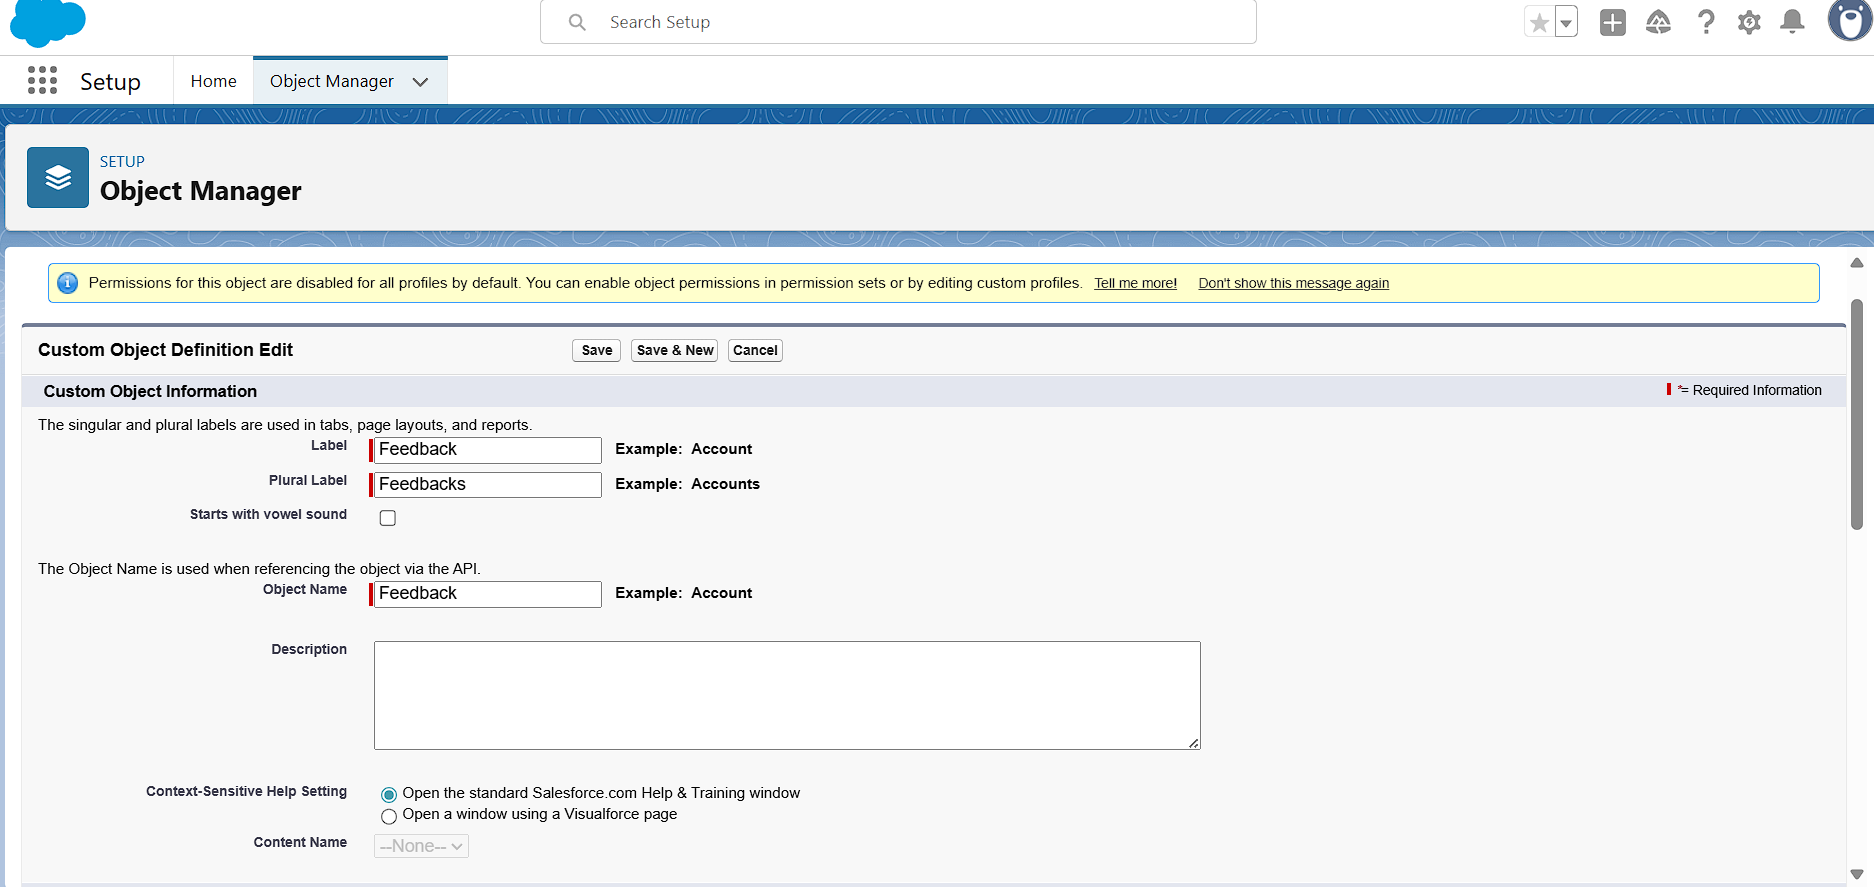 Search Setup
Setup Home Object Manager
SETUP
Object Manager
Permissions for this object are disabled for all profiles by default. You can enable object permissions in permission sets or by editing custom profiles. Tell me more! Don't show this message again
Custom Object Definition Edit Save Save & New Cancel
Custom Object Information *= Required Information
The singular and plural labels are used in tabs, page layouts, and reports.
Label Feedback Example: Account
Plural Label Feedbacks Example: Accounts
Starts with vowel sound
The Object Name is used when referencing the object via the API.
Object Name Feedback Example: Account
Description
Context-Sensitive Help Setting Open the standard Salesforce.com Help & Training window
Open a window using a Visualforce page
Content Name --None--